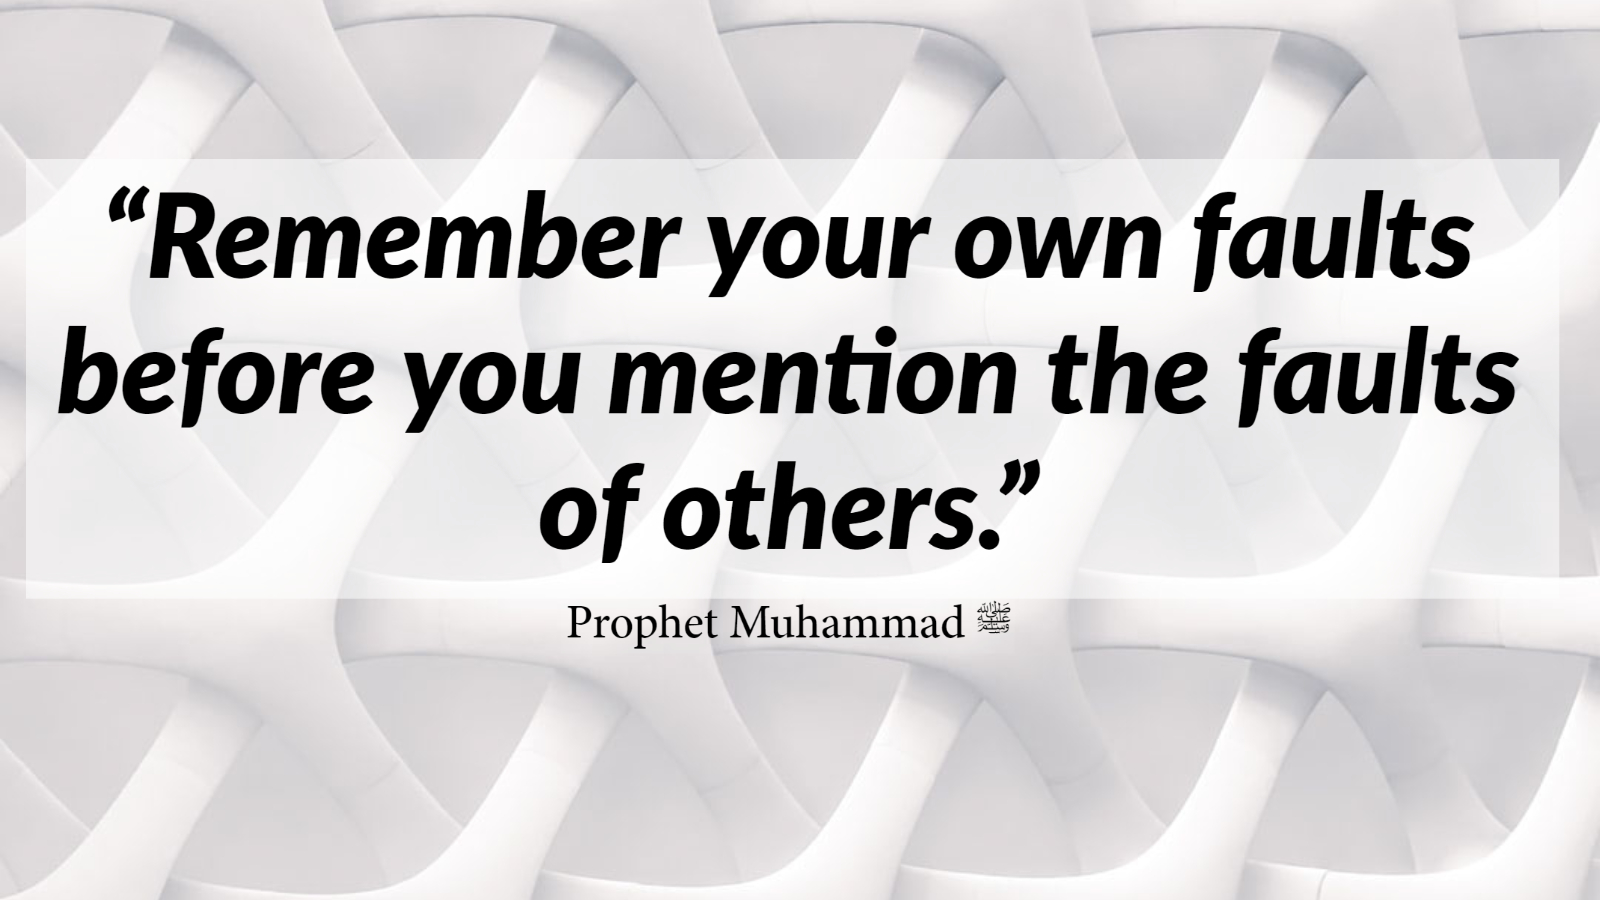 “Remember your own faults
before you mention the faults
of others.”
Prophet Muhammad ﷺ